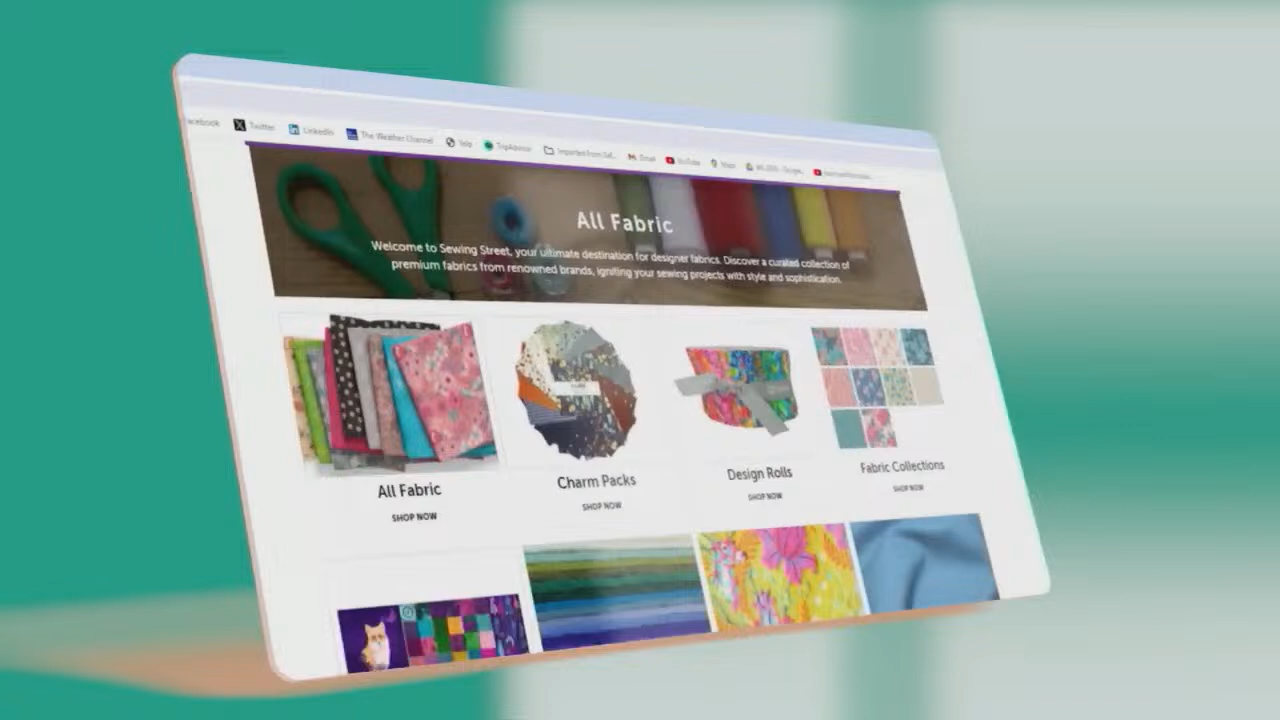 acebook Twitter LinkedIn The Weather Channel Yelp TripAdvisor Imported From Saf... Gmail YouTube Maps
All Fabric
Welcome to Sewing Street, your ultimate destination for designer fabrics. Discover a curated collection of
premium fabrics from renowned brands, igniting your sewing projects with style and sophistication.
All Fabric Charm Packs Design Rolls Fabric Collections
SHOP NOW SHOP NOW SHOP NOW SHOP NOW